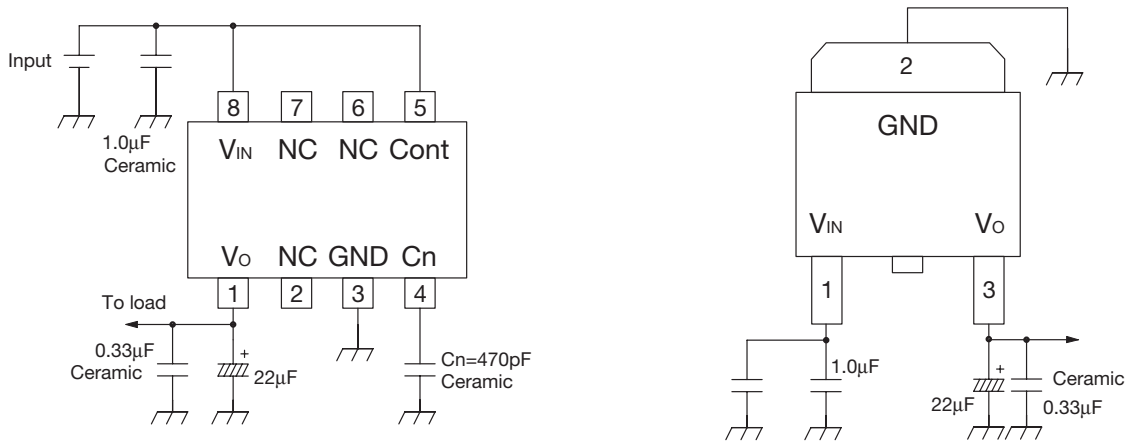 Input
1.0μF
Ceramic
8 7 6 5
VIN NC NC Cont
VO NC GND Cn
1 2 3 4
To load
0.33μF
Ceramic
+
22μF
Cn=470pF
Ceramic
2
GND
VIN VO
1 3
1.0μF
+
22μF
Ceramic
0.33μF